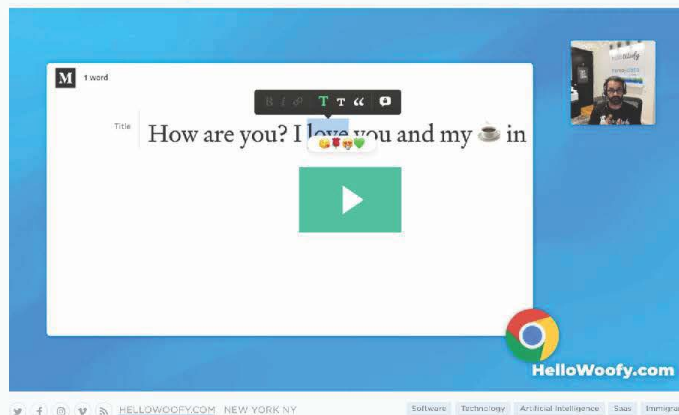 M 1 word
B i T T “
Title How are you? I love you and my ☕ in
HelloWoofy.com
HELLOWOOFY.COM NEW YORK NY Software Technology Artificial Intelligence Saas